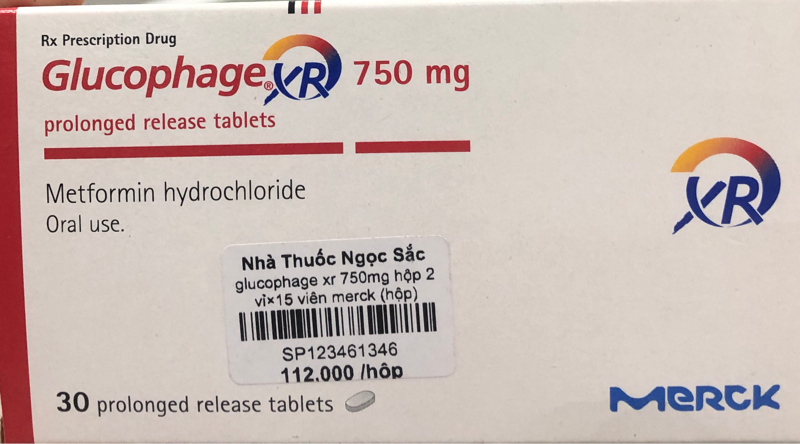 Rx Prescription Drug
Glucophage® XR 750 mg
prolonged release tablets
XR
Metformin hydrochloride
Oral use.
Nhà Thuốc Ngọc Sắc
glucophage xr 750mg hộp 2
vỉ×15 viên merck (hộp)
SP123461346
112,000 /hộp
30 prolonged release tablets
MERCK